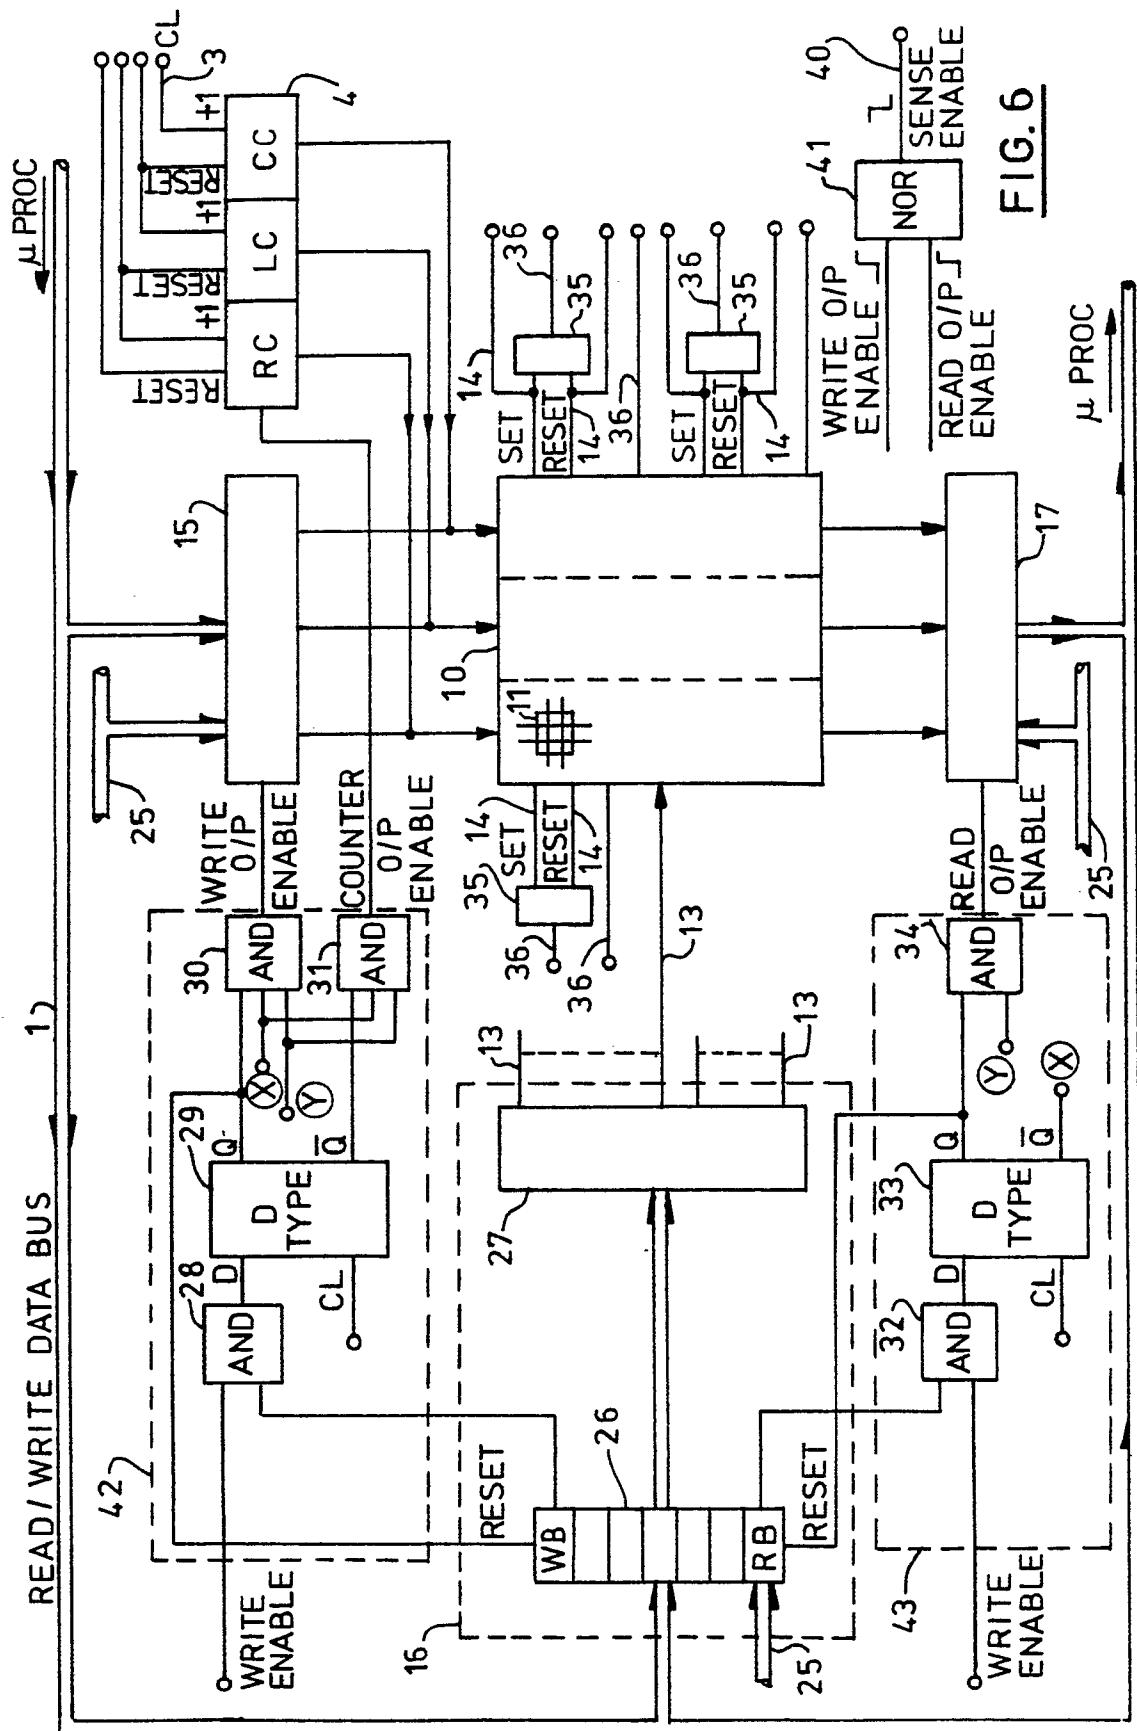 READ/WRITE DATA BUS
1
μ PROC
25
15
CL
3
4
+1
RESET
+1
RESET
+1
RESET
RC
LC
CC
42
WRITE ENABLE
28
AND
D
29
D TYPE
CL
Q
Q̅
X
Y
30
AND
31
AND
WRITE O/P ENABLE
COUNTER O/P ENABLE
16
RESET
WB
26
RB
RESET
25
27
13
13
13
36
36
35
SET
RESET
14
14
10
11
SET
RESET
14
14
35
36
36
SET
RESET
14
35
36
43
WRITE ENABLE
32
AND
D
33
D TYPE
CL
Q
Q̅
Y
X
34
AND
READ O/P ENABLE
25
17
μ PROC
WRITE O/P ENABLE
READ O/P ENABLE
41
NOR
40
SENSE ENABLE
FIG. 6